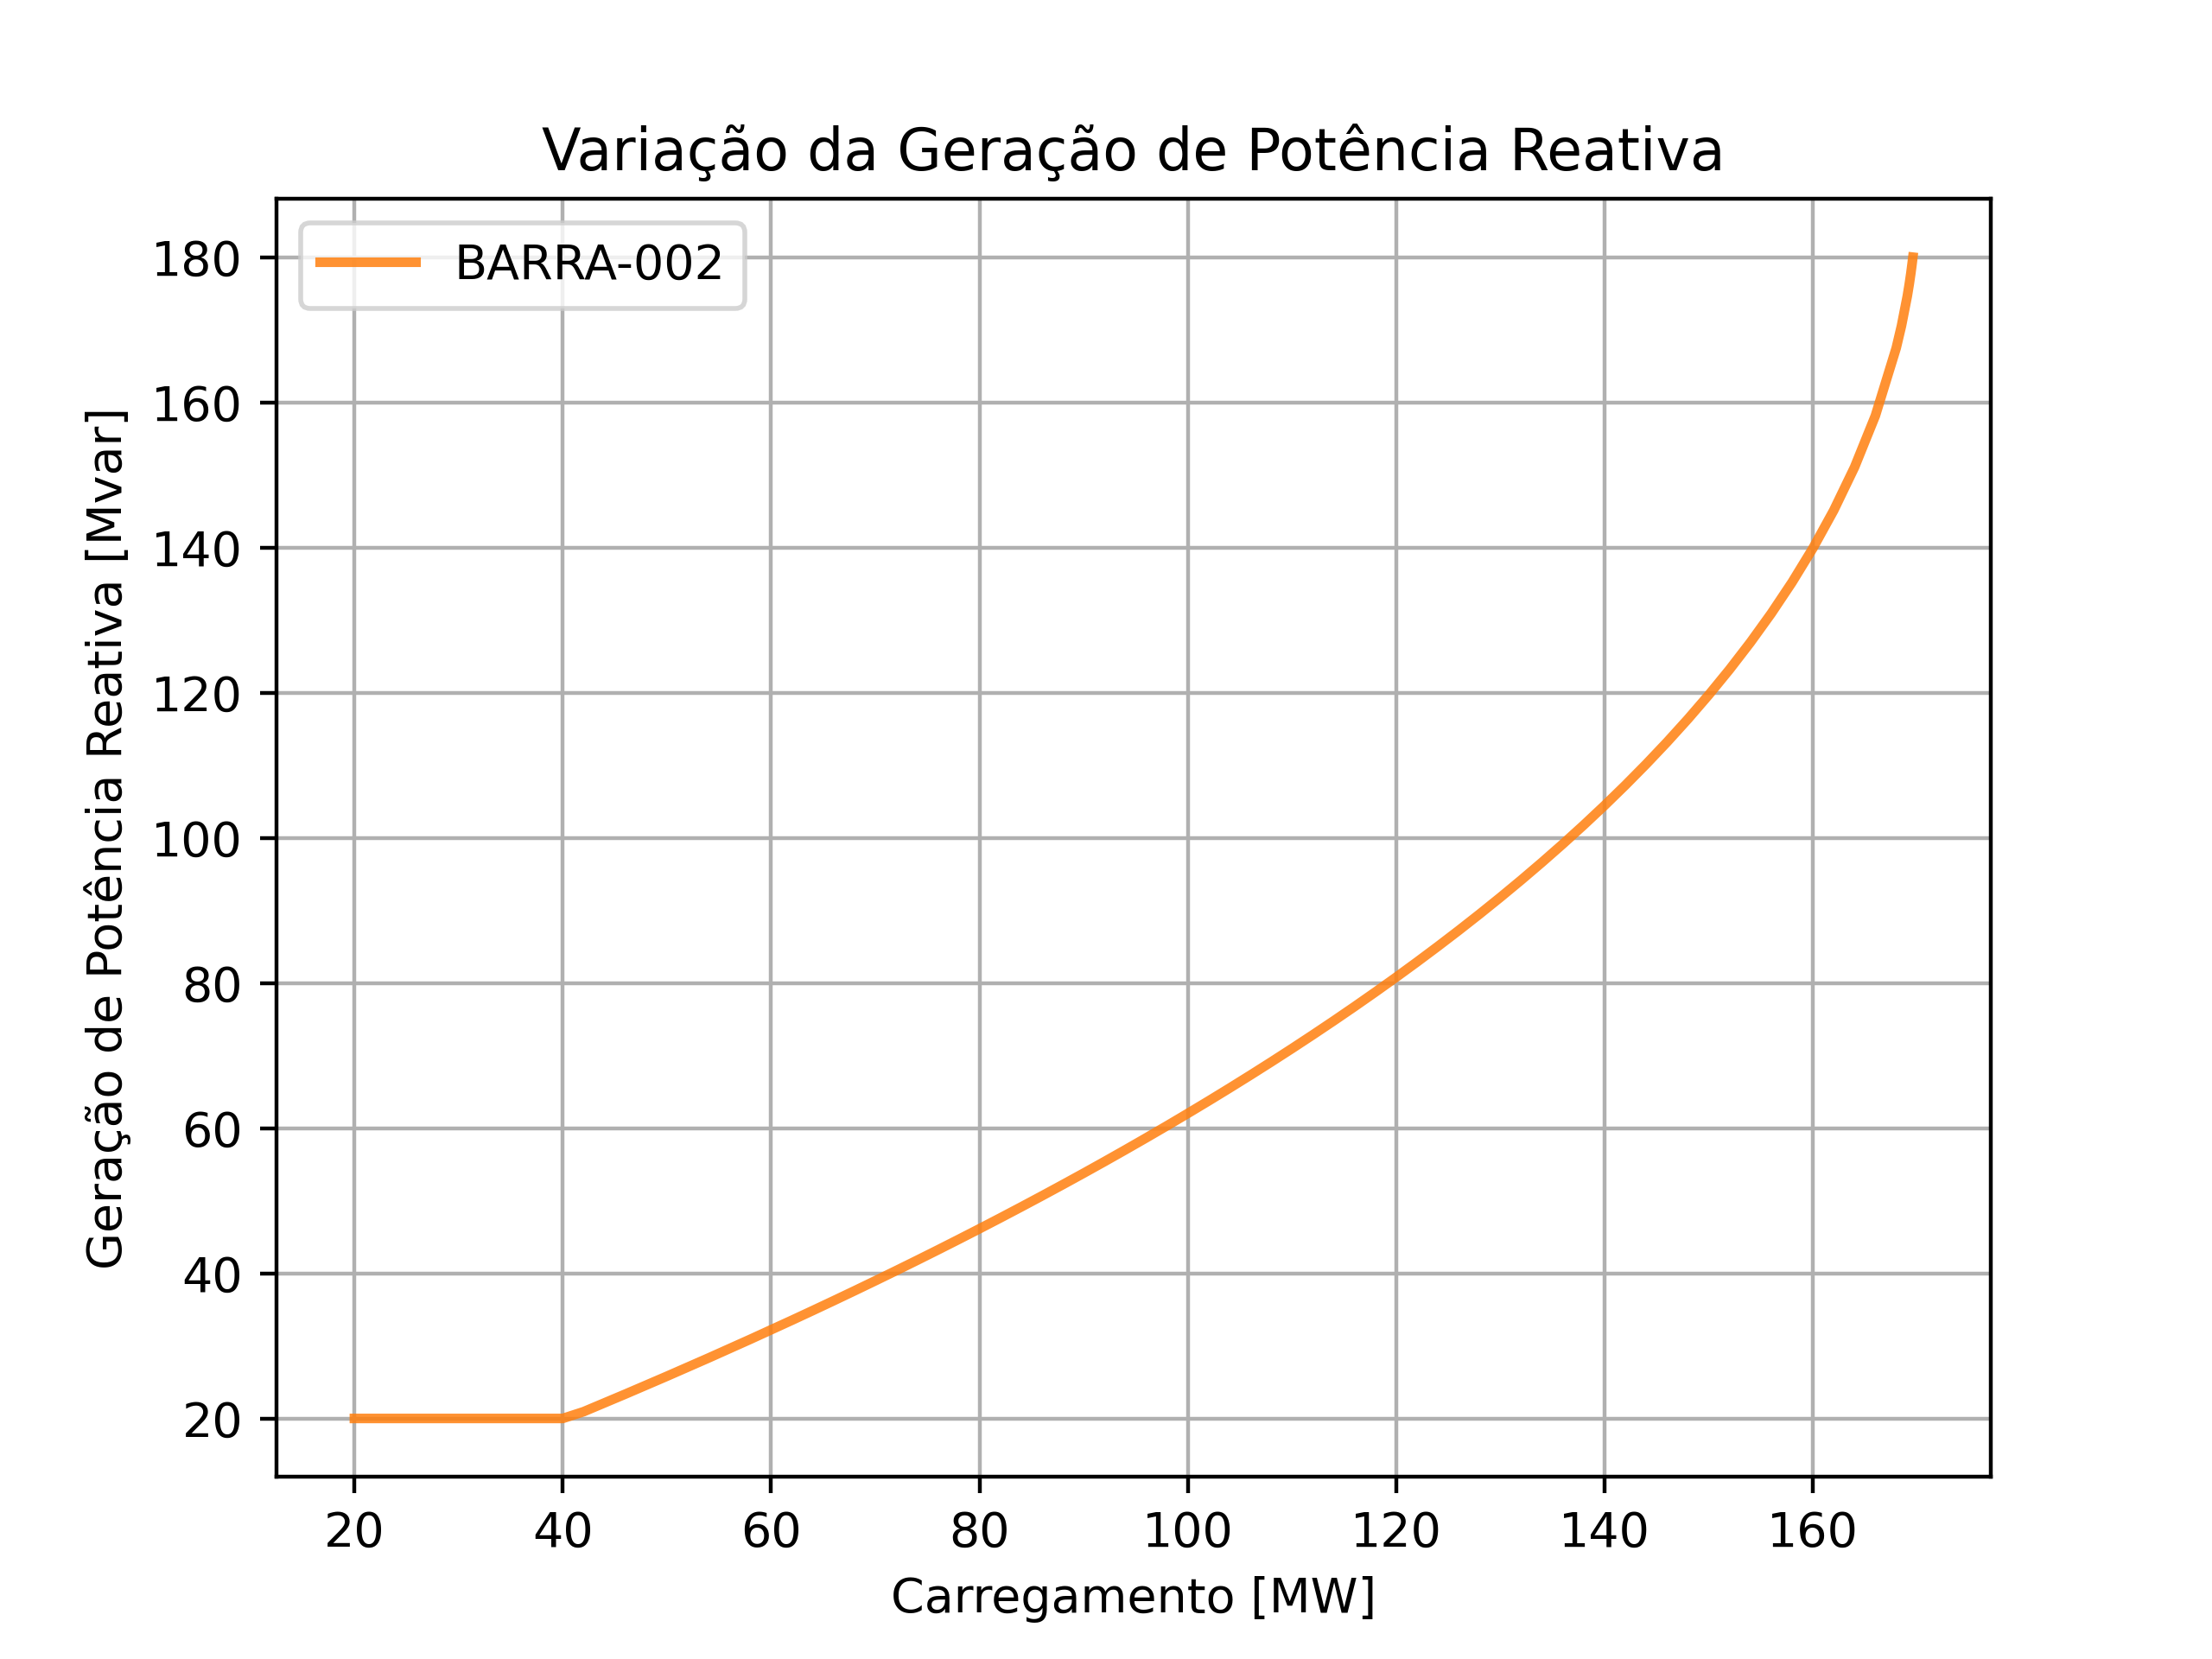 Variação da Geração de Potência Reativa
BARRA-002
Geração de Potência Reativa [Mvar]
180
160
140
120
100
80
60
40
20
20 40 60 80 100 120 140 160
Carregamento [MW]